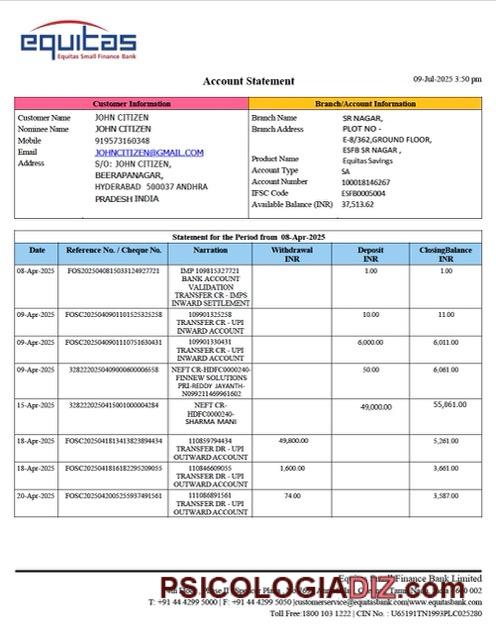 equitas
Equitas Small Finance Bank
Account Statement
09-Jul-2025 3:50 pm
Customer Information
Customer Name JOHN CITIZEN
Nominee Name JOHN CITIZEN
Mobile 919573160348
Email JOHNCITIZEN@GMAIL.COM
Address S/O: JOHN CITIZEN,
BEERAPANAGAR,
HYDERABAD 500037 ANDHRA
PRADESH INDIA
Branch/Account Information
Branch Name SR NAGAR,
Branch Address PLOT NO -
E-8/362,GROUND FLOOR,
ESFB SR NAGAR ,
Product Name Equitas Savings
Account Type SA
Account Number 100018146267
IFSC Code ESFB0005004
Available Balance (INR) 37,513.62
Statement for the Period from 08-Apr-2025
Date Reference No. / Cheque No. Narration Withdrawal INR Deposit INR ClosingBalance INR
08-Apr-2025 FOS2025040815033124927721 IMP 109815327721 1.00 1.00
BANK ACCOUNT
VALIDATION
TRANSFER CR - IMPS
INWARD SETTLEMENT
09-Apr-2025 FOSC2025040901101525325258 109901325258 10.00 11.00
TRANSFER CR - UPI
INWARD ACCOUNT
09-Apr-2025 FOSC2025040901110751630431 109901330431 6,000.00 6,011.00
TRANSFER CR - UPI
INWARD ACCOUNT
09-Apr-2025 32822220250409000600006558 NEFT CR-HDFC0000240- 50.00 6,061.00
FINNEW SOLUTIONS
PRI-REDDY JAYANTH-
N099211469961602
15-Apr-2025 3282222025041500100000428​4 NEFT CR- 49,000.00 55,061.00
HDFC0000240-
SHARMA MANI
18-Apr-2025 FOSC2025041813413823894434 110859794434 49,800.00 5,261.00
TRANSFER DR - UPI
OUTWARD ACCOUNT
18-Apr-2025 FOSC2025041816182295209055 110846609055 1,600.00 3,661.00
TRANSFER DR - UPI
OUTWARD ACCOUNT
20-Apr-2025 FOSC2025042005255937491561 111086891561 74.00 3,587.00
TRANSFER DR - UPI
OUTWARD ACCOUNT
Equitas Small Finance Bank Limited
PSICOLOGIADIZ.com
T: +91 44 4299 5000 | F: +91 44 4299 5050 |customerservice@equitasbank.com|www.equitasbank.com
Toll Free:1800 103 1222 | CIN No. : U65191TN1993PLC025280